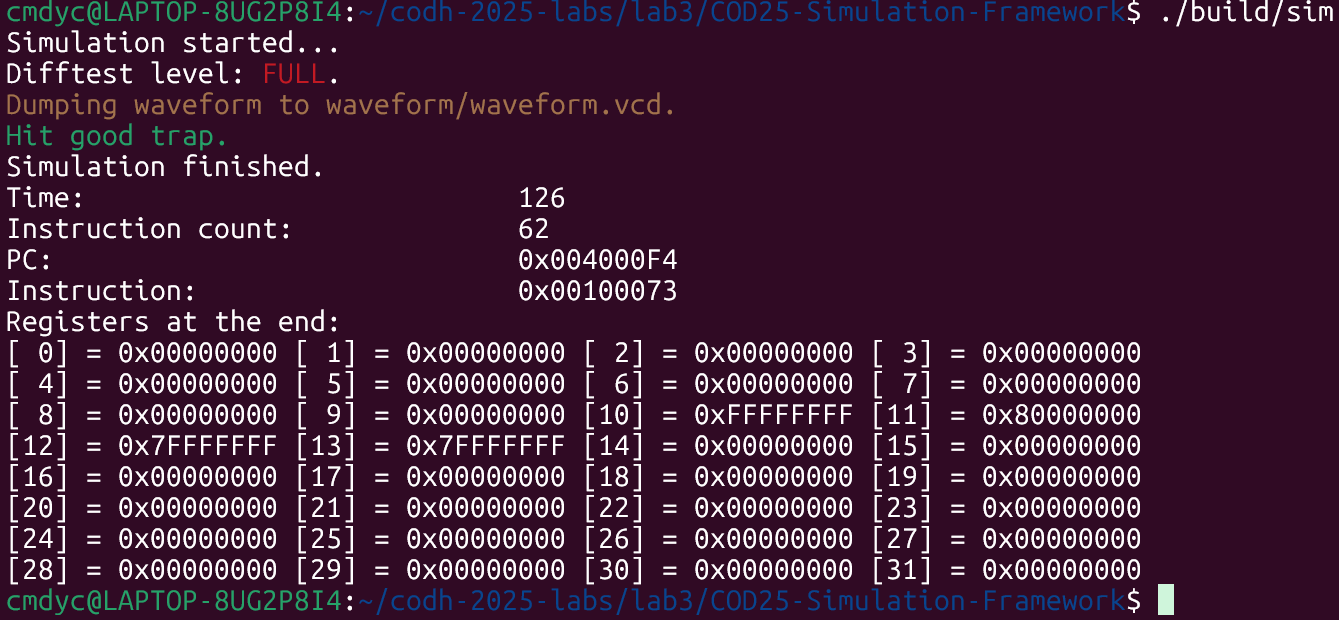 cmdyc@LAPTOP-8UG2P8I4:~/codh-2025-labs/lab3/COD25-Simulation-Framework$ ./build/sim
Simulation started...
Difftest level: FULL.
Dumping waveform to waveform/waveform.vcd.
Hit good trap.
Simulation finished.
Time: 126
Instruction count: 62
PC: 0x004000F4
Instruction: 0x00100073
Registers at the end:
[ 0] = 0x00000000 [ 1] = 0x00000000 [ 2] = 0x00000000 [ 3] = 0x00000000
[ 4] = 0x00000000 [ 5] = 0x00000000 [ 6] = 0x00000000 [ 7] = 0x00000000
[ 8] = 0x00000000 [ 9] = 0x00000000 [10] = 0xFFFFFFFF [11] = 0x80000000
[12] = 0x7FFFFFFF [13] = 0x7FFFFFFF [14] = 0x00000000 [15] = 0x00000000
[16] = 0x00000000 [17] = 0x00000000 [18] = 0x00000000 [19] = 0x00000000
[20] = 0x00000000 [21] = 0x00000000 [22] = 0x00000000 [23] = 0x00000000
[24] = 0x00000000 [25] = 0x00000000 [26] = 0x00000000 [27] = 0x00000000
[28] = 0x00000000 [29] = 0x00000000 [30] = 0x00000000 [31] = 0x00000000
cmdyc@LAPTOP-8UG2P8I4:~/codh-2025-labs/lab3/COD25-Simulation-Framework$